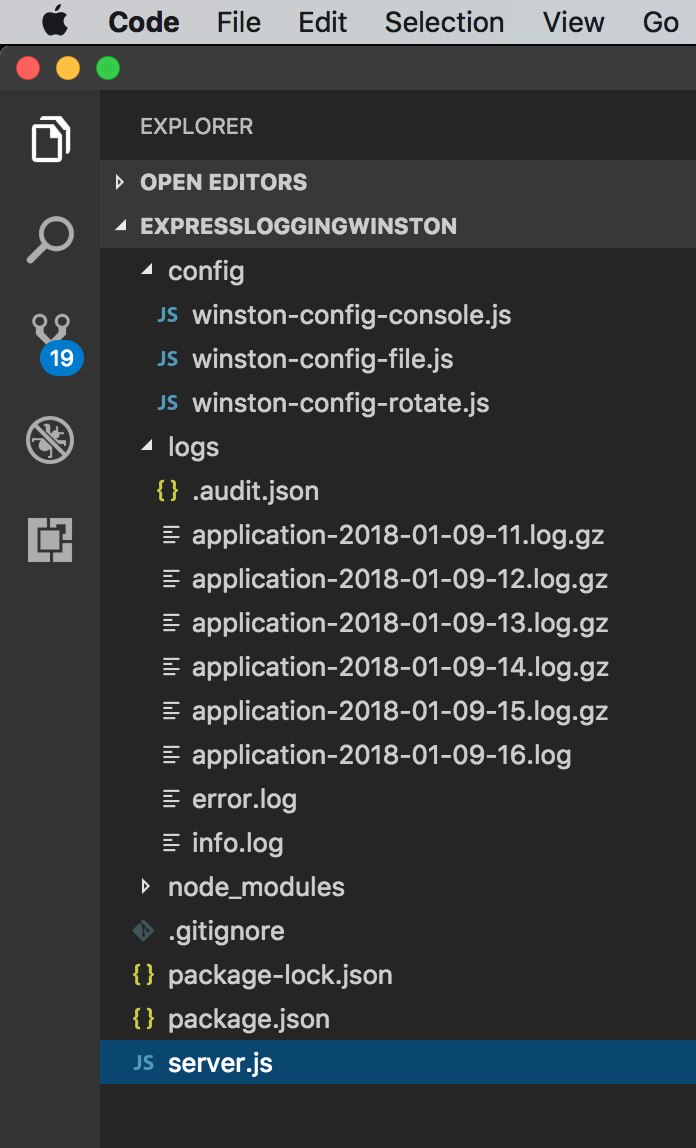 Code File Edit Selection View Go
EXPLORER
OPEN EDITORS
EXPRESSLOGGINGWINSTON
config
JS winston-config-console.js
19
JS winston-config-file.js
JS winston-config-rotate.js
logs
{} .audit.json
application-2018-01-09-11.log.gz
application-2018-01-09-12.log.gz
application-2018-01-09-13.log.gz
application-2018-01-09-14.log.gz
application-2018-01-09-15.log.gz
application-2018-01-09-16.log
error.log
info.log
node_modules
.gitignore
{} package-lock.json
{} package.json
JS server.js